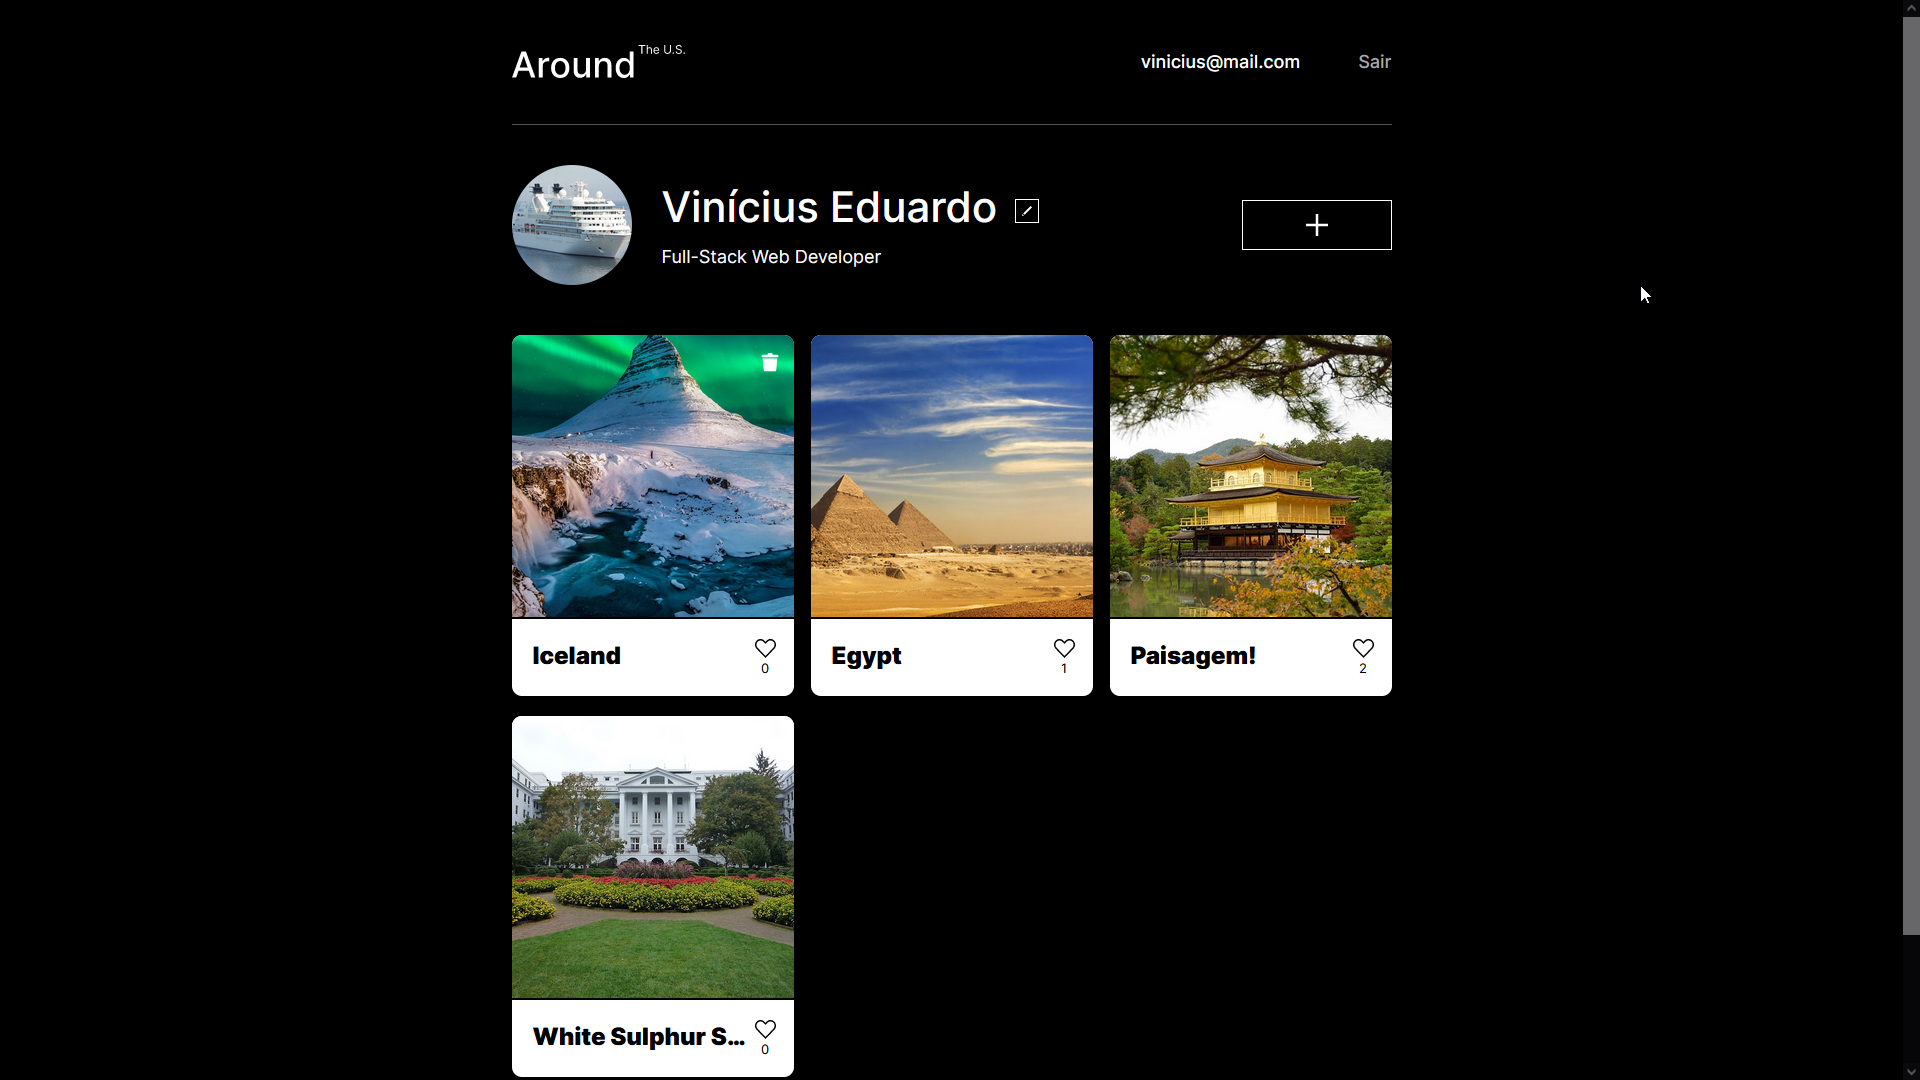 Around The U.S.
vinicius@mail.com
Sair
Vinícius Eduardo
Full-Stack Web Developer
Iceland
0
Egypt
1
Paisagem!
2
White Sulphur S...
0